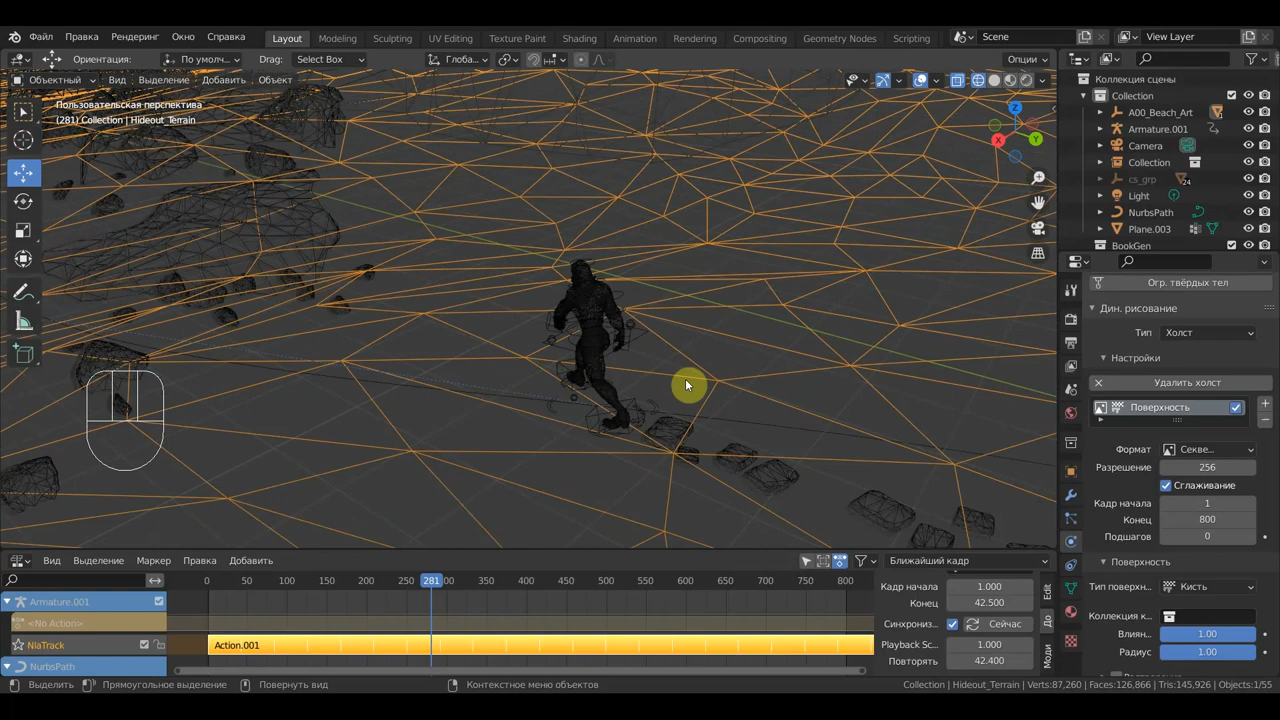 Файл Правка Рендеринг Окно Справка Layout Modeling Sculpting UV Editing Texture Paint Shading Animation Rendering Compositing Geometry Nodes Scripting Scene View Layer
Ориентация: По умолч... Drag: Select Box Глоба... Опции
Объектный Вид Выделение Добавить Объект
Пользовательская перспектива
(281) Collection | Hideout_Terrain
Z
X
Y
Коллекция сцены
Collection
A00_Beach_Art
Armature.001
Camera
Collection
cs_grp 24
Light
NurbsPath
Plane.003
BookGen
Огр. твёрдых тел
Дин. рисование
Тип Холст
Настройки
Удалить холст
Поверхность
Формат Секве...
Разрешение 256
Сглаживание
Кадр начала 1
Конец 800
Подшагов 0
Поверхность
Тип поверхн... Кисть
Коллекция к...
Влиян... 1.00
Радиус 1.00
Вид Выделение Маркер Правка Добавить Ближайший кадр
0 50 100 150 200 250 281 300 350 400 450 500 550 600 650 700 750 800
Armature.001
<No Action>
NlaTrack Action.001
NurbsPath
Кадр начала 1.000
Конец 42.500
Синхрониз... Сейчас
Playback Sc... 1.000
Повторять 42.400
Edit
До
Моди
Выделить Прямоугольное выделение Повернуть вид Контекстное меню объектов Collection | Hideout_Terrain | Verts:87,260 | Faces:126,866 | Tris:145,926 | Objects:1/55